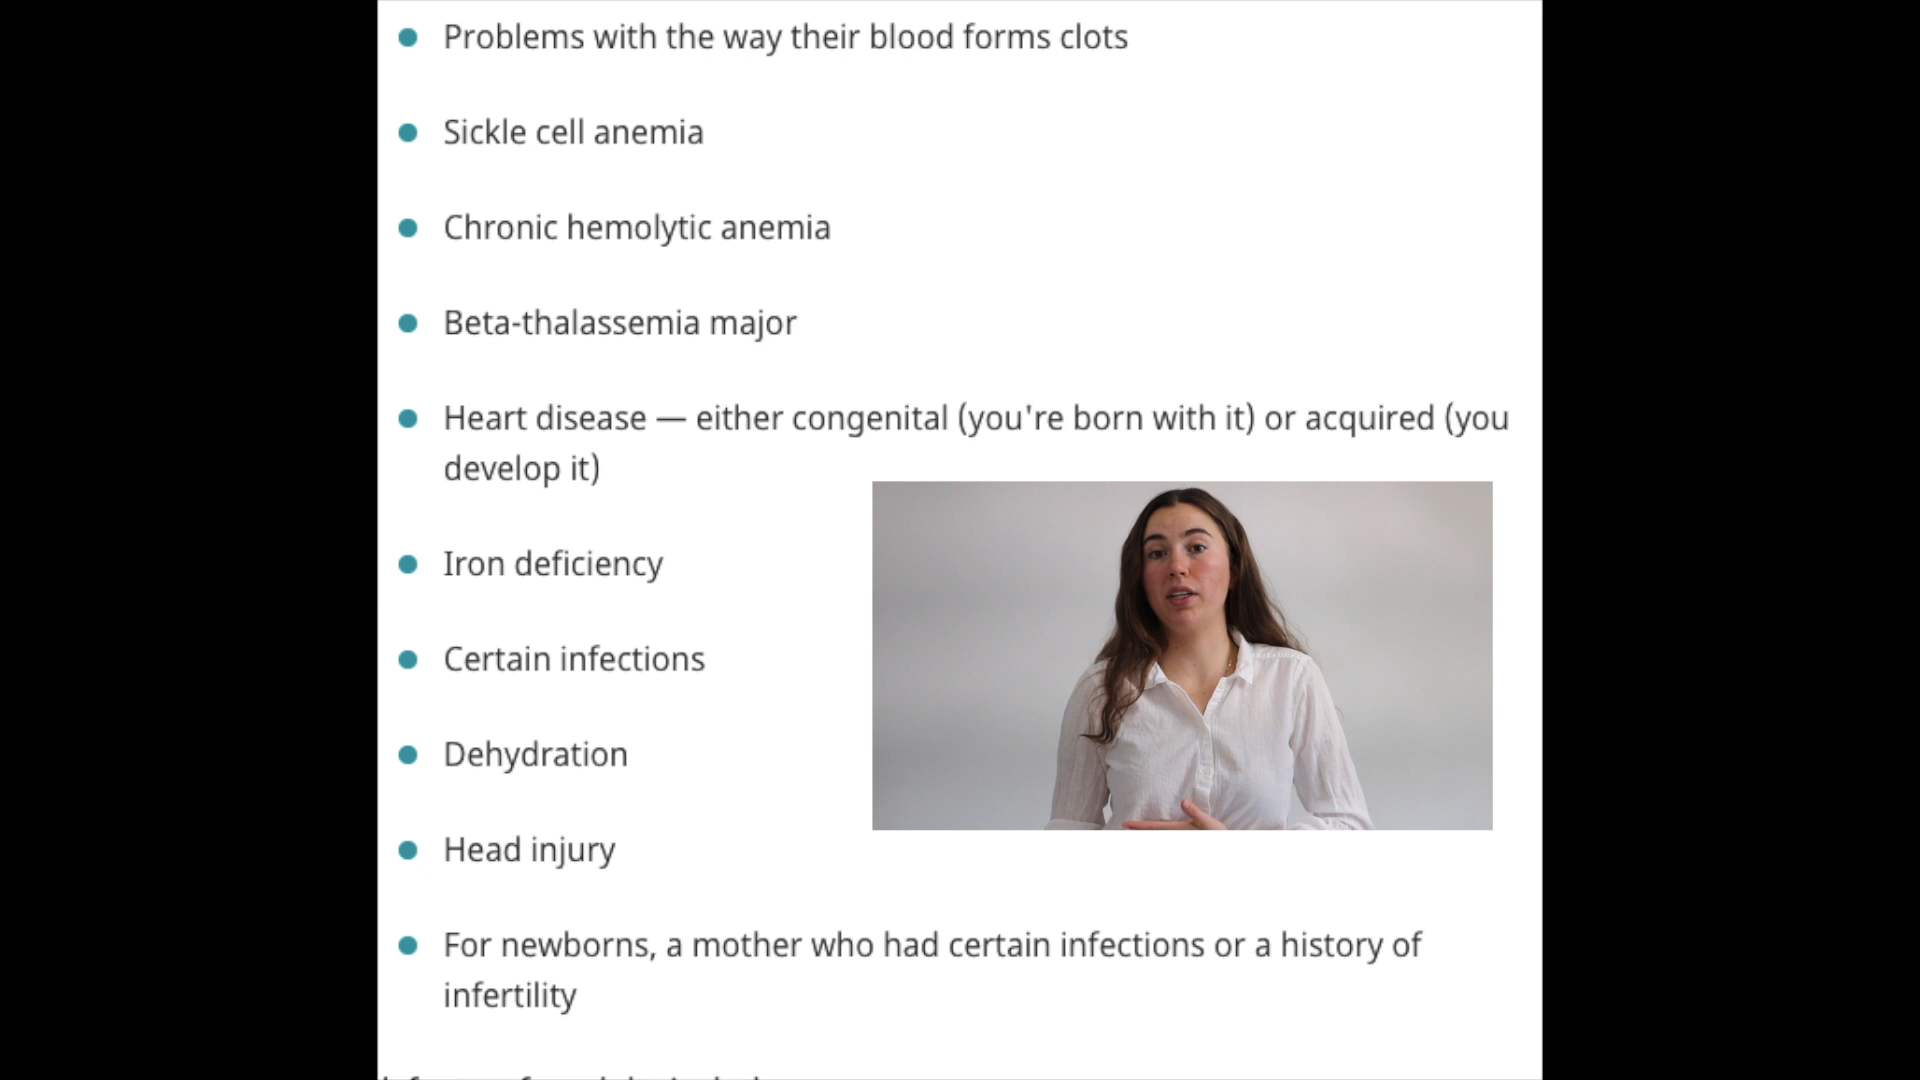 Problems with the way their blood forms clots
Sickle cell anemia
Chronic hemolytic anemia
Beta-thalassemia major
Heart disease — either congenital (you're born with it) or acquired (you
develop it)
Iron deficiency
Certain infections
Dehydration
Head injury
For newborns, a mother who had certain infections or a history of
infertility